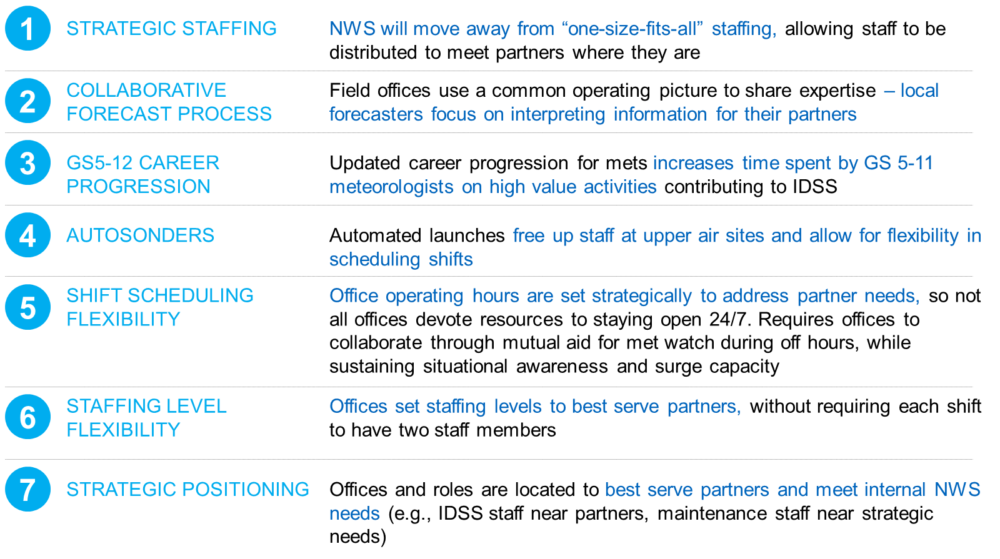 1
STRATEGIC STAFFING
NWS will move away from “one-size-fits-all” staffing, allowing staff to be
distributed to meet partners where they are
2
COLLABORATIVE
FORECAST PROCESS
Field offices use a common operating picture to share expertise – local
forecasters focus on interpreting information for their partners
3
GS5-12 CAREER
PROGRESSION
Updated career progression for mets increases time spent by GS 5-11
meteorologists on high value activities contributing to IDSS
4
AUTOSONDERS
Automated launches free up staff at upper air sites and allow for flexibility in
scheduling shifts
5
SHIFT SCHEDULING
FLEXIBILITY
Office operating hours are set strategically to address partner needs, so not
all offices devote resources to staying open 24/7. Requires offices to
collaborate through mutual aid for met watch during off hours, while
sustaining situational awareness and surge capacity
6
STAFFING LEVEL
FLEXIBILITY
Offices set staffing levels to best serve partners, without requiring each shift
to have two staff members
7
STRATEGIC POSITIONING
Offices and roles are located to best serve partners and meet internal NWS
needs (e.g., IDSS staff near partners, maintenance staff near strategic
needs)